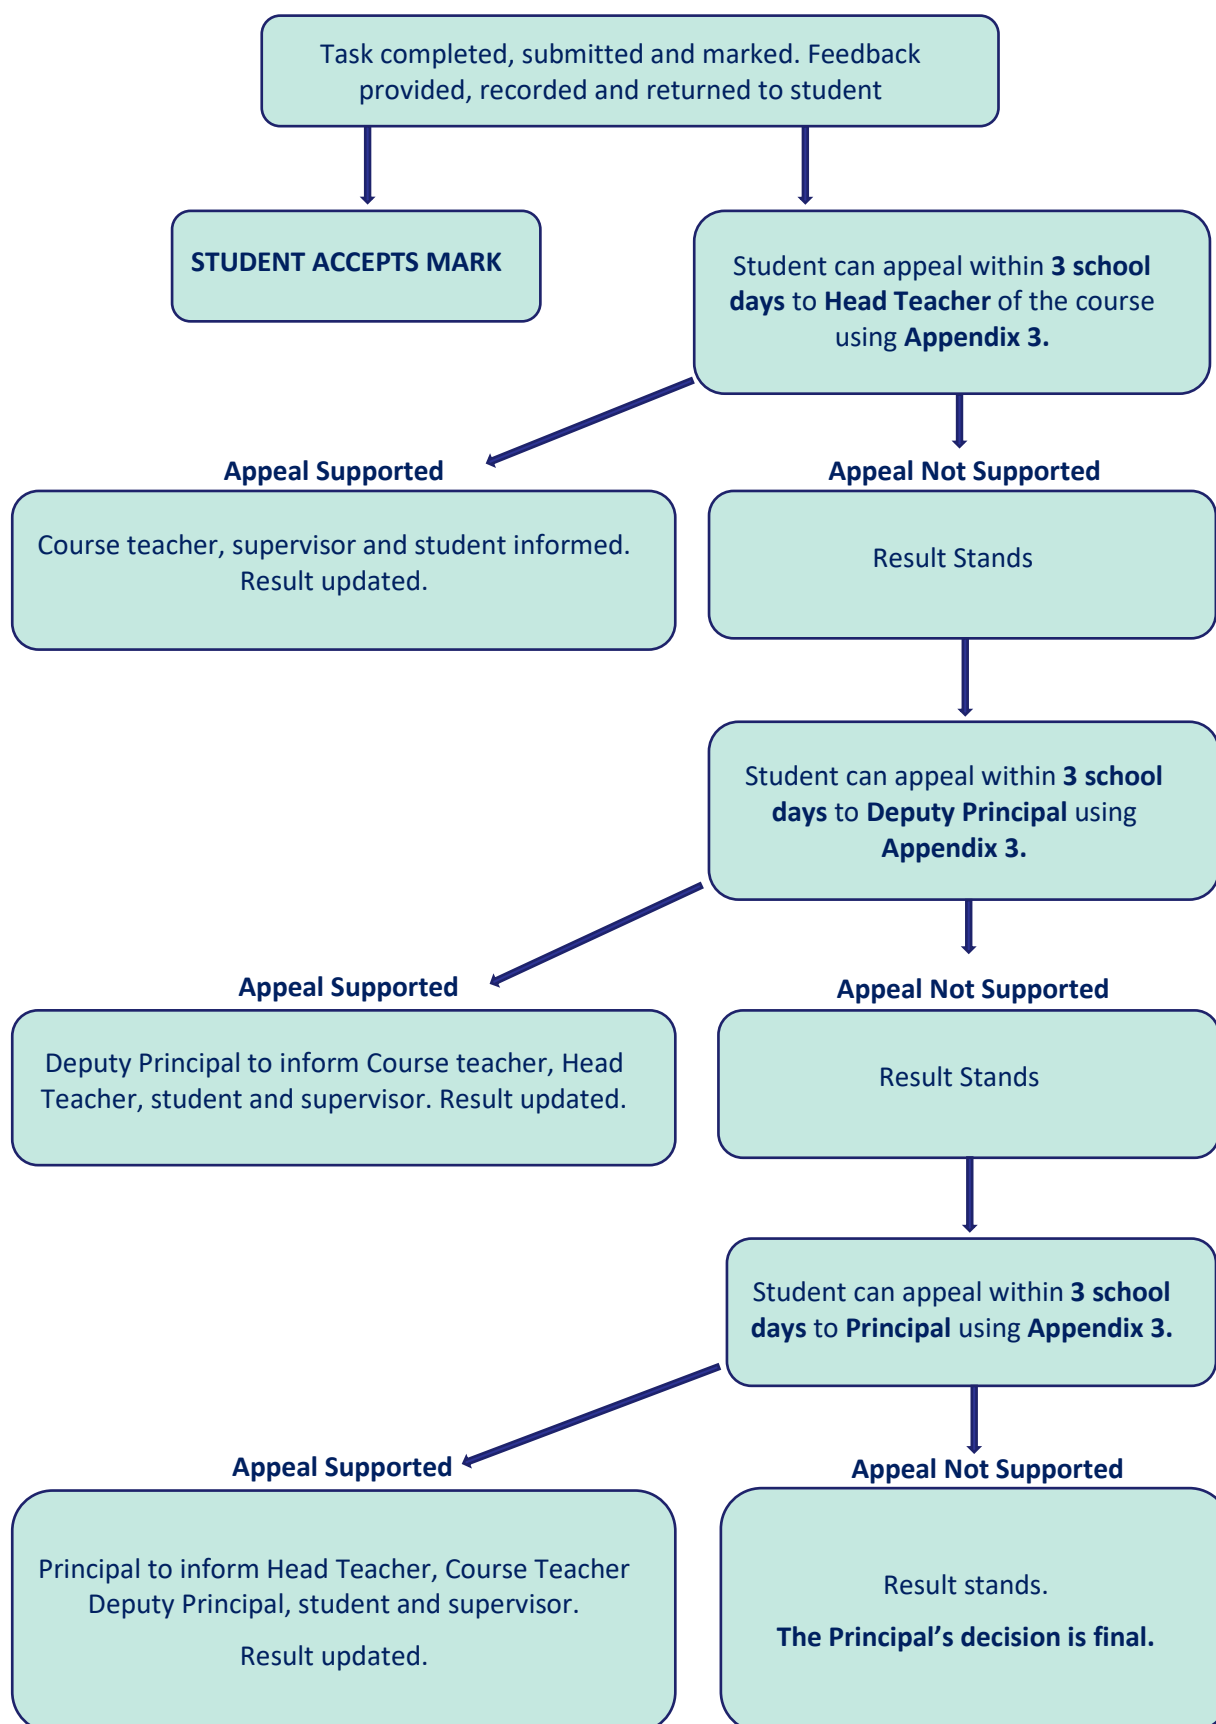 Task completed, submitted and marked. Feedback
provided, recorded and returned to student
STUDENT ACCEPTS MARK
Student can appeal within 3 school
days to Head Teacher of the course
using Appendix 3.
Appeal Supported
Course teacher, supervisor and student informed.
Result updated.
Appeal Not Supported
Result Stands
Student can appeal within 3 school
days to Deputy Principal using
Appendix 3.
Appeal Supported
Deputy Principal to inform Course teacher, Head
Teacher, student and supervisor. Result updated.
Appeal Not Supported
Result Stands
Student can appeal within 3 school
days to Principal using Appendix 3.
Appeal Supported
Principal to inform Head Teacher, Course Teacher
Deputy Principal, student and supervisor.
Result updated.
Appeal Not Supported
Result stands.
The Principal’s decision is final.